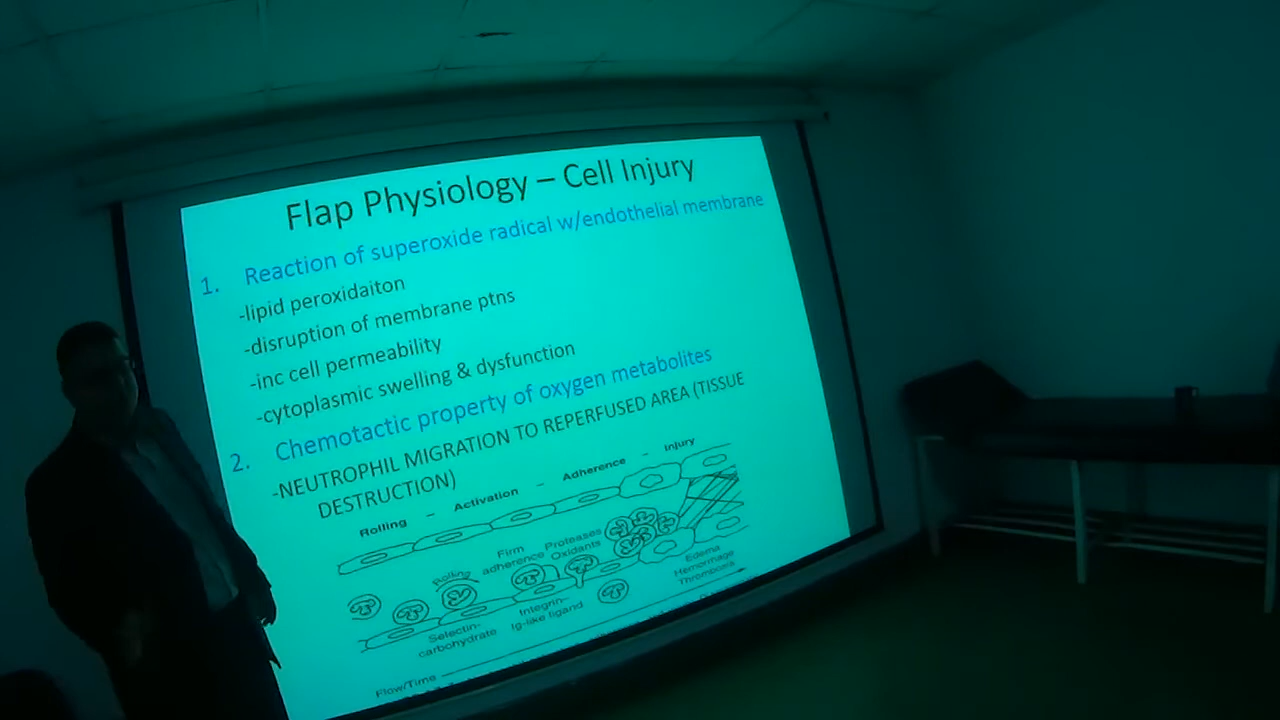 Flap Physiology – Cell Injury
1. Reaction of superoxide radical w/endothelial membrane
-lipid peroxidaiton
-disruption of membrane ptns
-inc cell permeability
-cytoplasmic swelling & dysfunction
2. Chemotactic property of oxygen metabolites
-NEUTROPHIL MIGRATION TO REPERFUSED AREA (TISSUE
DESTRUCTION)
Rolling – Activation – Adherence – Injury
Rolling
Firm
adherence
Proteases
Oxidants
Selectin-
carbohydrate
Integrin-
Ig-like ligand
Edema
Hemorrhage
Thrombosis
Flow/Time